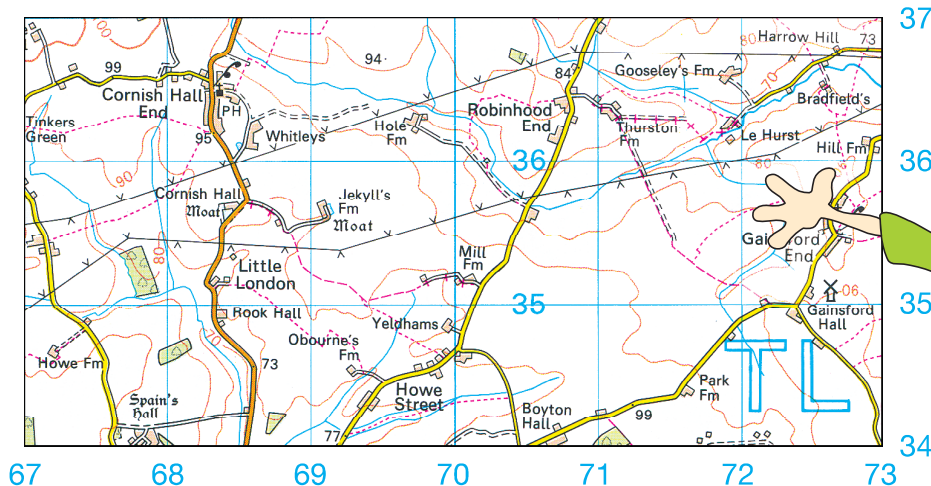 37
Harrow Hill
73
80
99
94
84
Gooseley's Fm
70
Cornish Hall
End
PH
Robinhood
End
Bradfield's
Tinkers
Green
95
Whitleys
Hole
Fm
Thurston
Fm
Le Hurst
Hill Fm
36
36
80
90
Cornish Hall
Moat
Jekyll's
Fm
Moat
Gainsford
End
80
Mill
Fm
Little
London
35
06
35
Rook Hall
Yeldhams
Gainsford
Hall
70
Obourne's
Fm
TL
Howe Fm
73
Howe
Street
Park
Fm
Spain's
Hall
Boyton
Hall
99
77
34
67
68
69
70
71
72
73